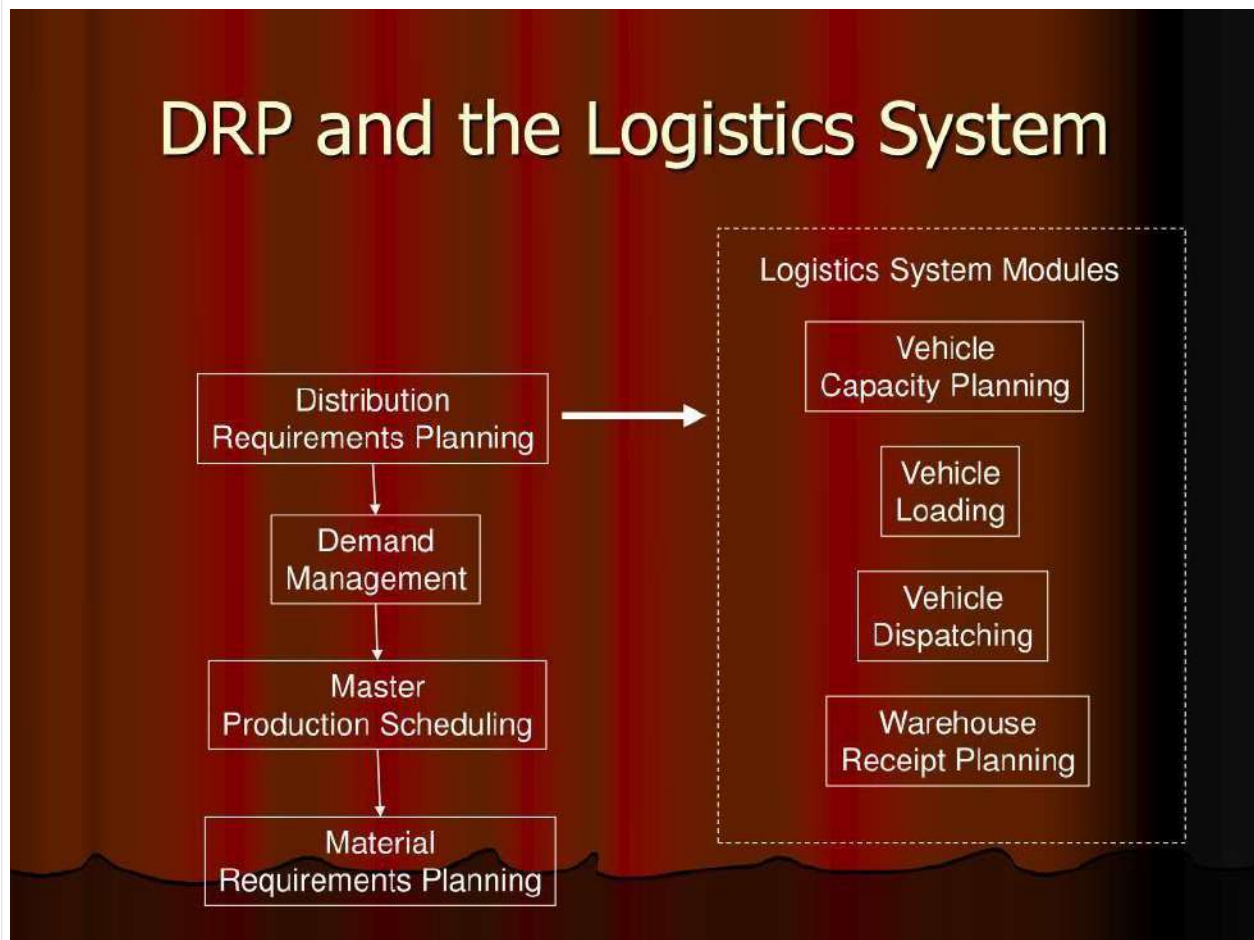 DRP and the Logistics System
Distribution
Requirements Planning
Demand
Management
Master
Production Scheduling
Material
Requirements Planning
Logistics System Modules
Vehicle
Capacity Planning
Vehicle
Loading
Vehicle
Dispatching
Warehouse
Receipt Planning